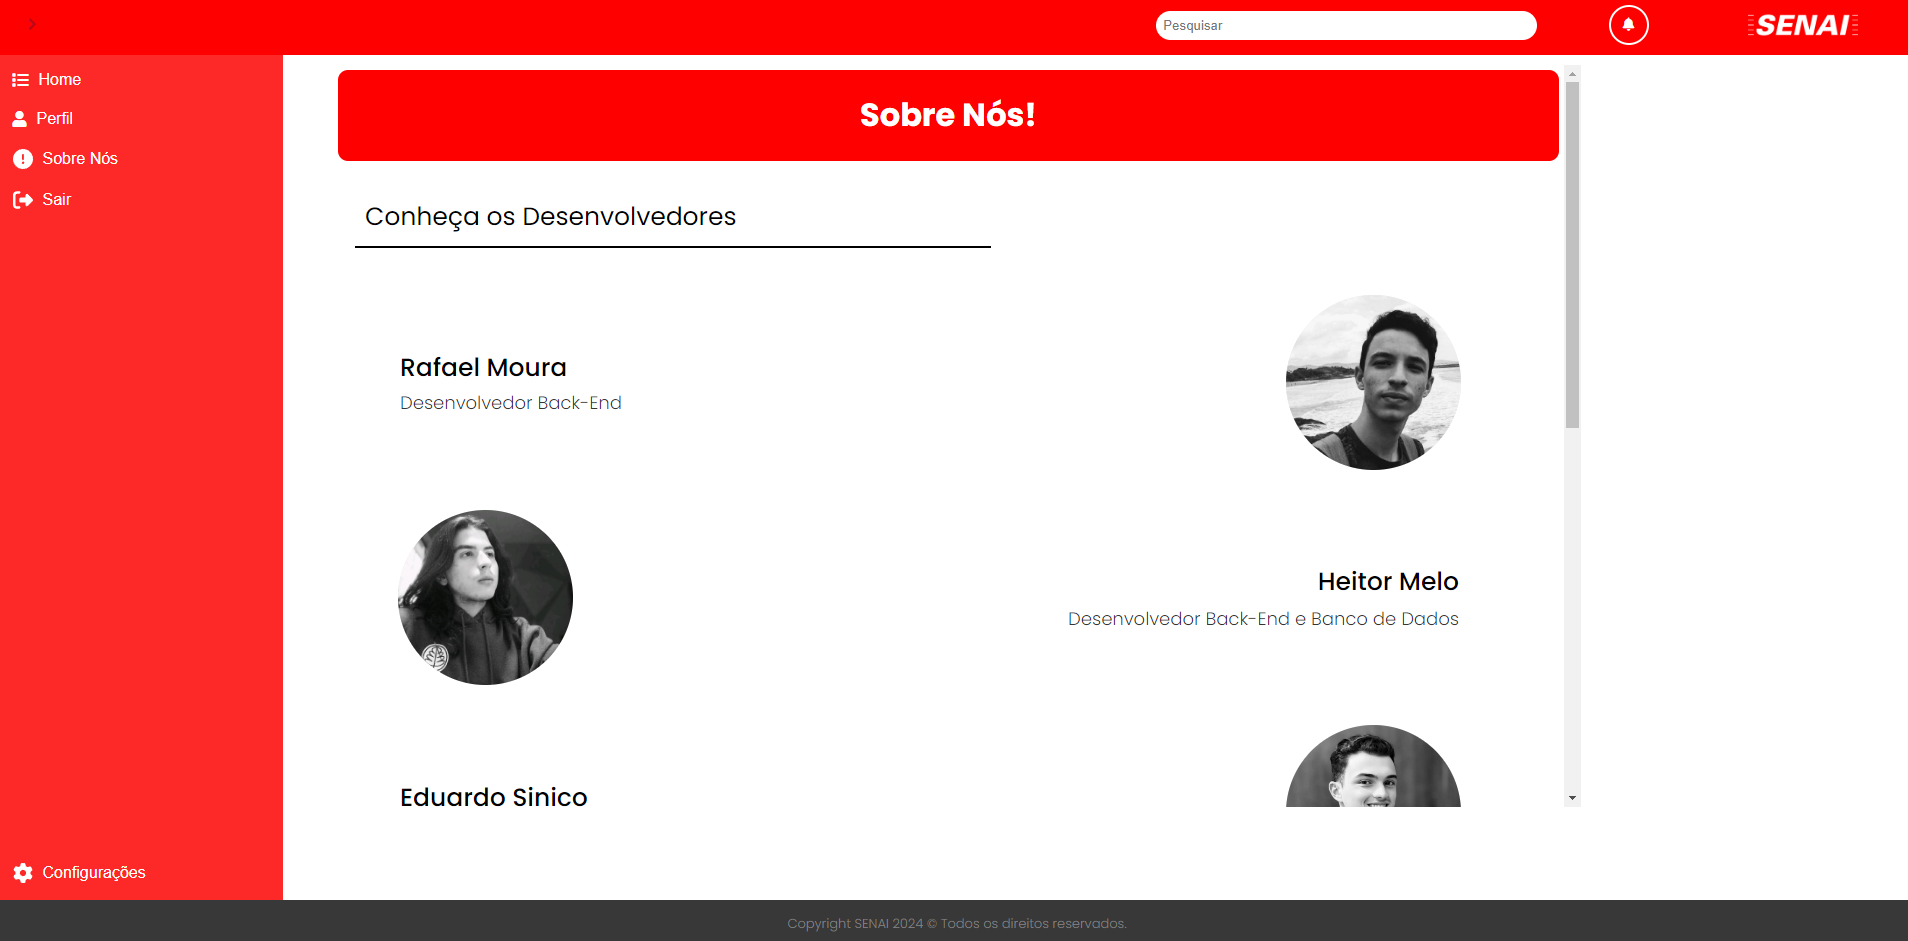 Pesquisar
SENAI
Home
Perfil
Sobre Nós
Sair
Configurações
Sobre Nós!
Conheça os Desenvolvedores
Rafael Moura
Desenvolvedor Back-End
Heitor Melo
Desenvolvedor Back-End e Banco de Dados
Eduardo Sinico
Copyright SENAI 2024 © Todos os direitos reservados.